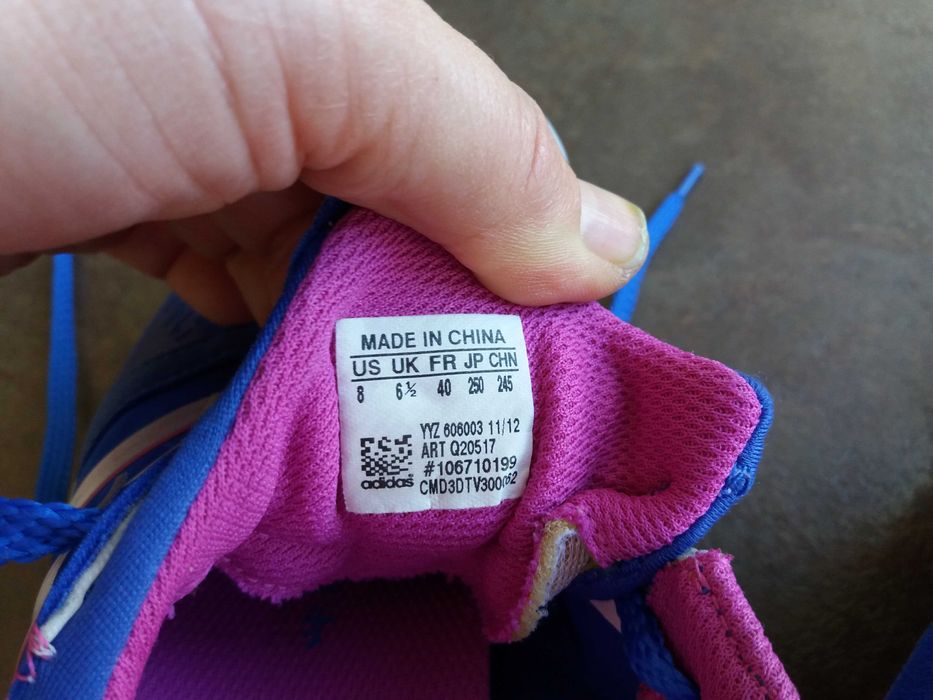 MADE IN CHINA
US UK FR JP CHN
8 6½ 40 250 245
YYZ 606003 11/12
ART Q20517
#106710199
adidas